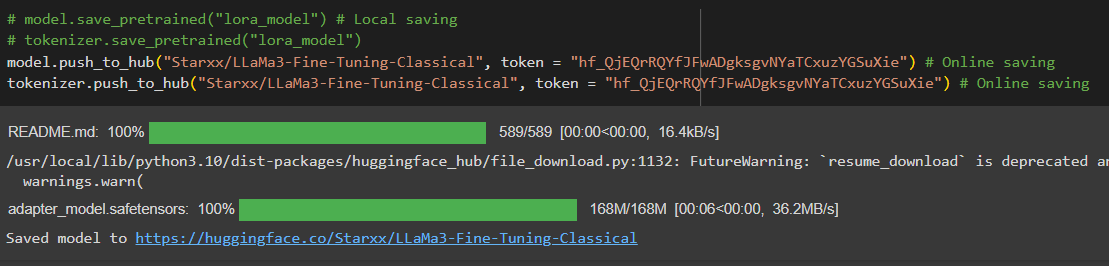 # model.save_pretrained("lora_model") # Local saving
# tokenizer.save_pretrained("lora_model")
model.push_to_hub("Starxx/LLaMa3-Fine-Tuning-Classical", token = "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") # Online saving
tokenizer.push_to_hub("Starxx/LLaMa3-Fine-Tuning-Classical", token = "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") # Online saving
README.md: 100% 589/589 [00:00<00:00, 16.4kB/s]
/usr/local/lib/python3.10/dist-packages/huggingface_hub/file_download.py:1132: FutureWarning: `resume_download` is deprecated
warnings.warn(
adapter_model.safetensors: 100% 168M/168M [00:06<00:00, 36.2MB/s]
Saved model to https://huggingface.co/Starxx/LLaMa3-Fine-Tuning-Classical